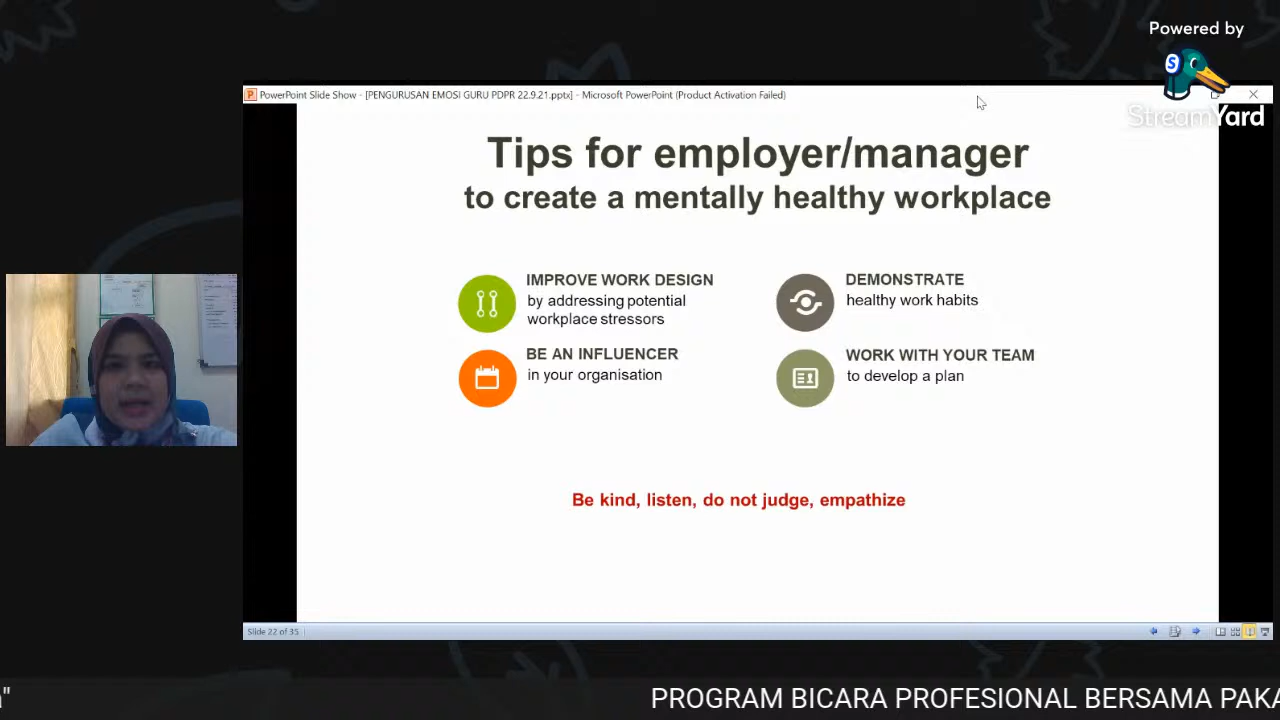 Powered by
StreamYard
PowerPoint Slide Show - [PENGURUSAN EMOSI GURU PDPR 22.9.21.pptx] - Microsoft PowerPoint (Product Activation Failed)
Tips for employer/manager
to create a mentally healthy workplace
IMPROVE WORK DESIGN
by addressing potential
workplace stressors
DEMONSTRATE
healthy work habits
BE AN INFLUENCER
in your organisation
WORK WITH YOUR TEAM
to develop a plan
Be kind, listen, do not judge, empathize
Slide 22 of 35
PROGRAM BICARA PROFESIONAL BERSAMA PAKA